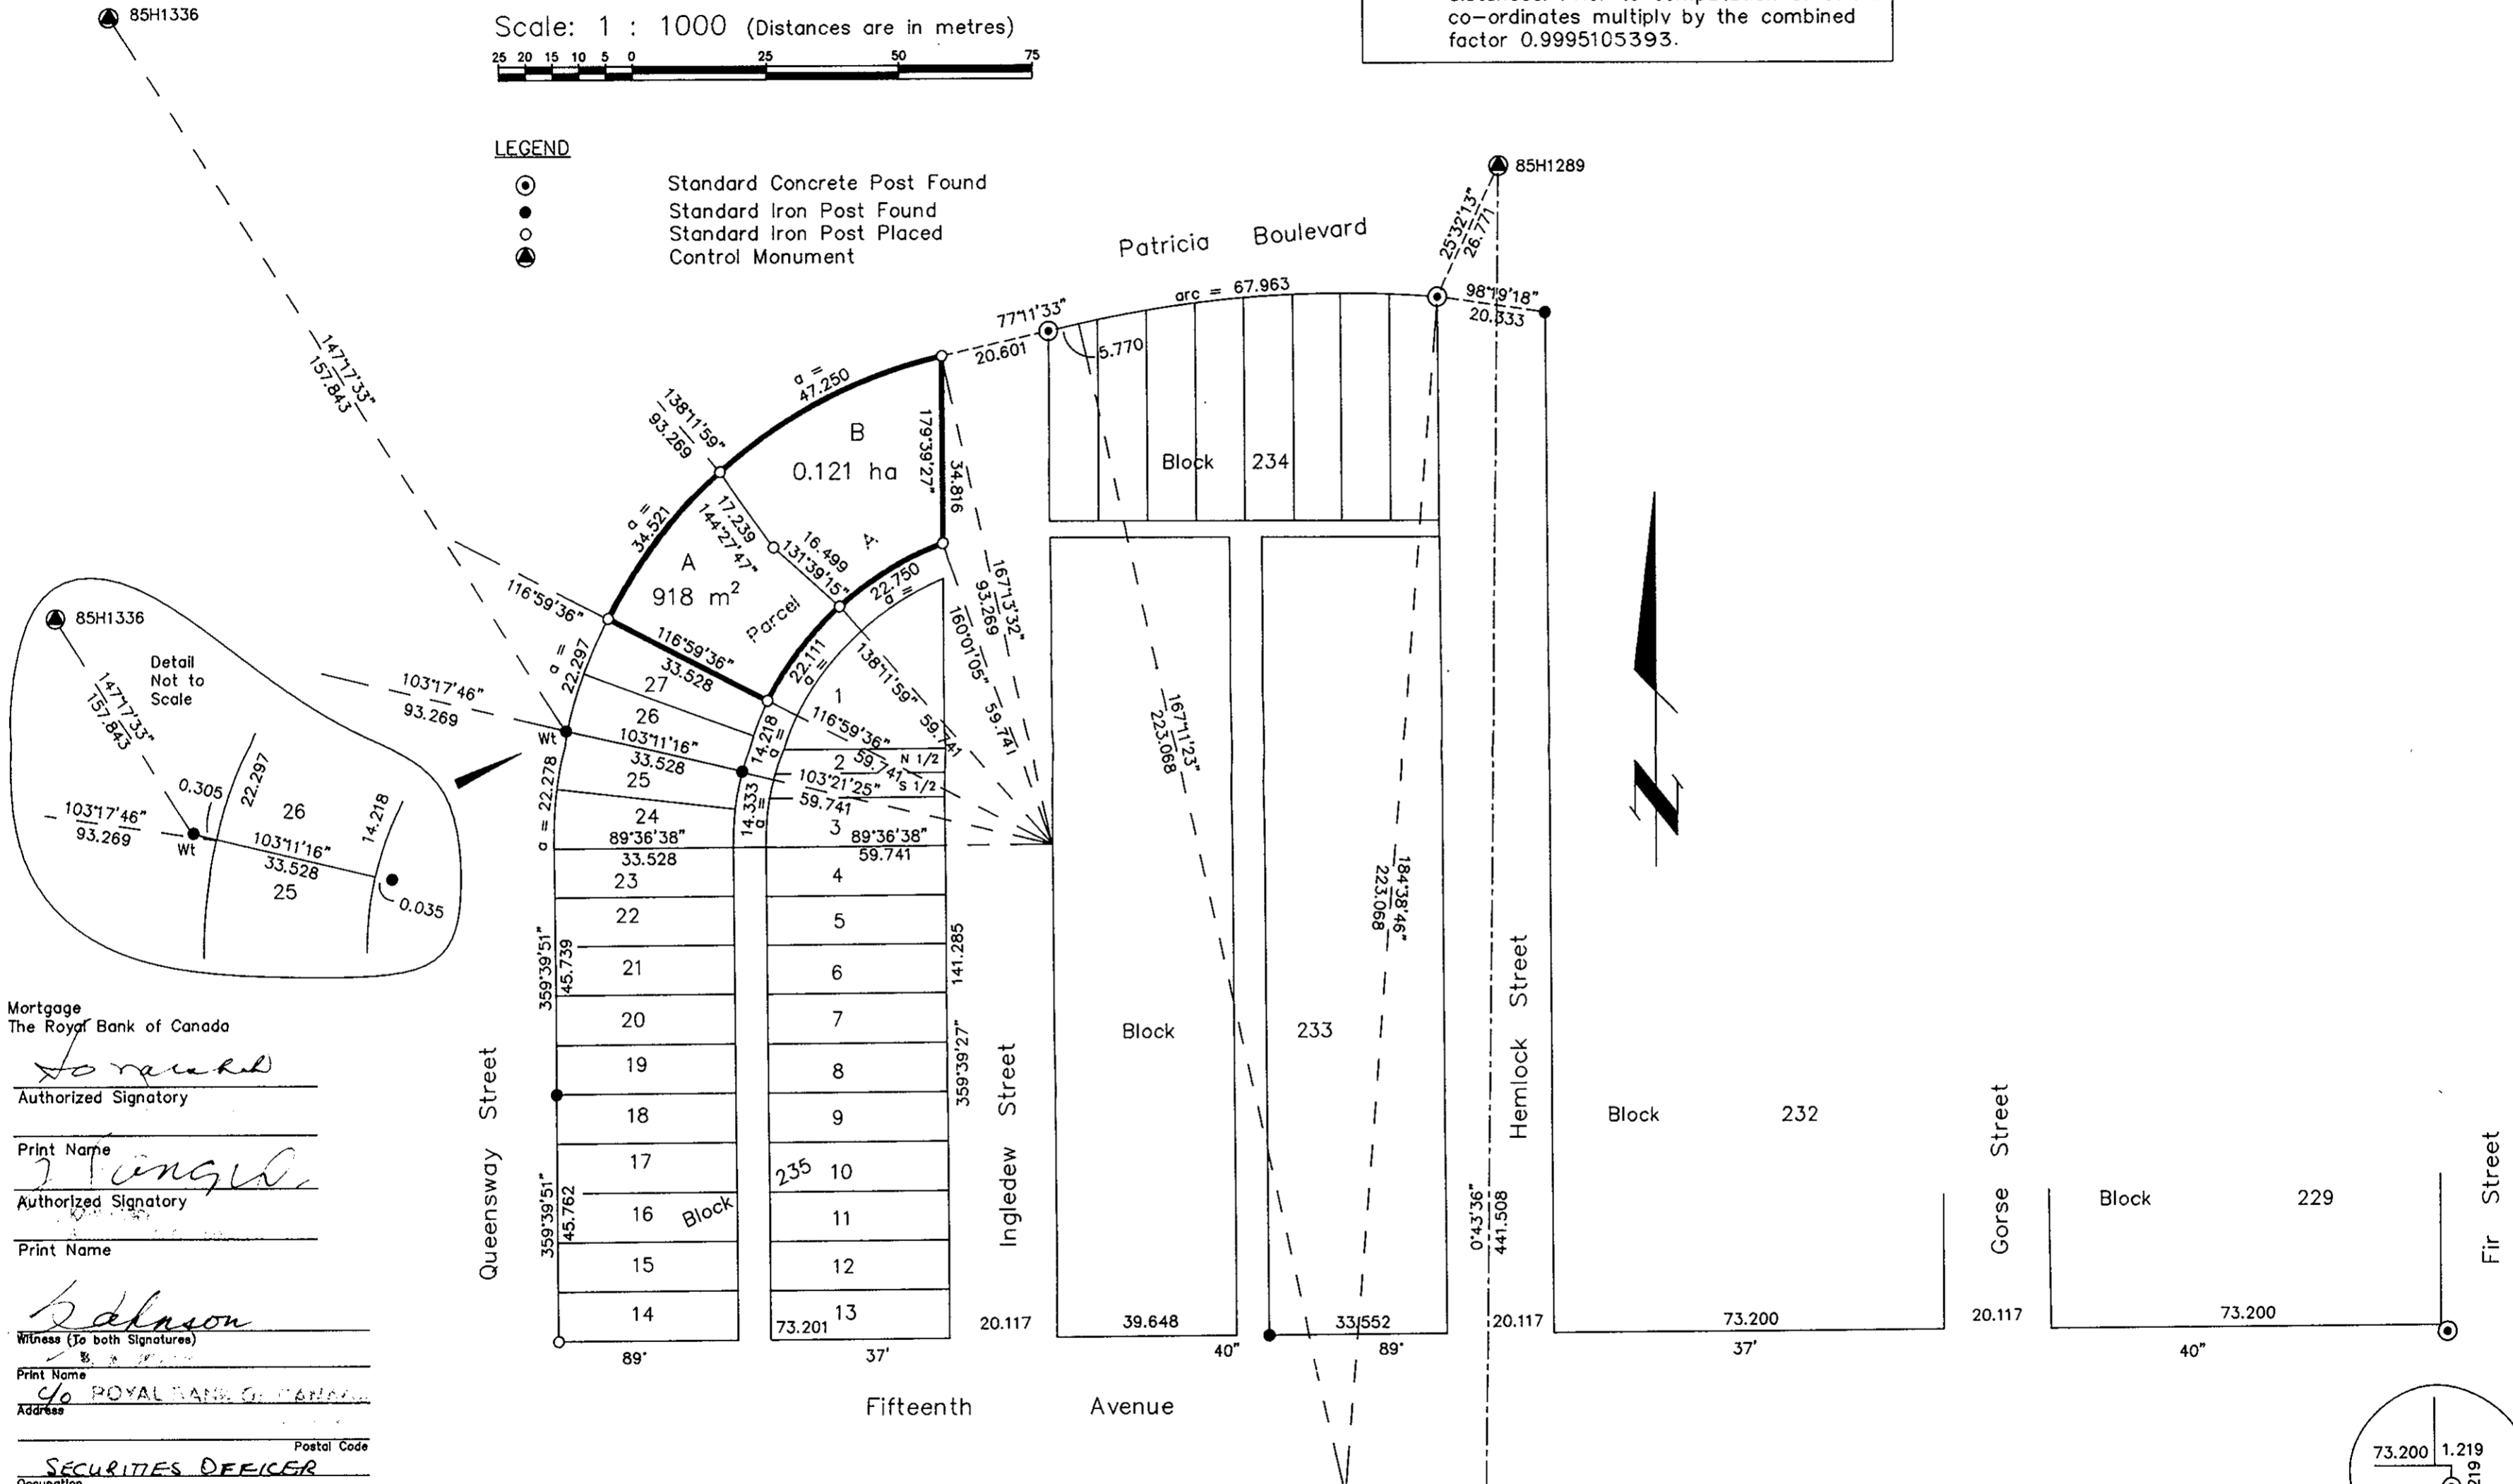 85H1336
Scale: 1 : 1000 (Distances are in metres)
25 20 15 10 5 0 25 50 75
co-ordinates multiply by the combined
factor 0.9995105393.
LEGEND
Standard Concrete Post Found
Standard Iron Post Found
Standard Iron Post Placed
Control Monument
85H1289
25°32'13"
26.771
Patricia Boulevard
arc = 67.963
98°19'18"
20.333
77°11'33"
20.601
5.770
147°17'33"
157.843
a = 47.250
138°11'59"
93.269
B
0.121 ha
179°39'27"
34.816
Block 234
a = 34.521
17.239
144°27'47"
16.499
131°39'15"
A
A
918 m2
Parcel
22.750
a =
167°13'32"
93.269
160°01'05"
59.741
116°59'36"
116°59'36"
33.528
22.111
a =
138°11'59"
59.741
a = 22.297
27
1
26
103°17'46"
93.269
Wt
103°11'16"
33.528
14.218
a =
116°59'36"
59.741
2
N 1/2
S 1/2
25
103°21'25"
59.741
24
a = 22.278
14.333
a =
3
89°36'38"
33.528
89°36'38"
59.741
167°11'23"
223.068
184°38'46"
223.068
85H1336
Detail
Not to
Scale
147°17'33"
157.843
0.305
22.297
26
14.218
103°17'46"
93.269
Wt
103°11'16"
33.528
25
0.035
N
23
4
22
5
359°39'51"
45.739
21
6
141.285
20
7
19
8
359°39'27"
18
9
17
235
10
359°39'51"
45.762
16
Block
11
15
12
14
13
73.201
Queensway Street
Ingledew Street
Block 233
Hemlock Street
0°43'36"
441.508
Block 232
Gorse Street
Block 229
Fir Street
20.117
39.648
33.552
20.117
73.200
20.117
73.200
89° 37' 40" 89° 37' 40"
Fifteenth Avenue
73.200
1.219
Mortgage
The Royal Bank of Canada
Authorized Signatory
Print Name
Authorized Signatory
Print Name
Witness (To both Signatures)
Print Name
c/o ROYAL BANK OF CANADA
Address
Postal Code
SECURITIES OFFICER